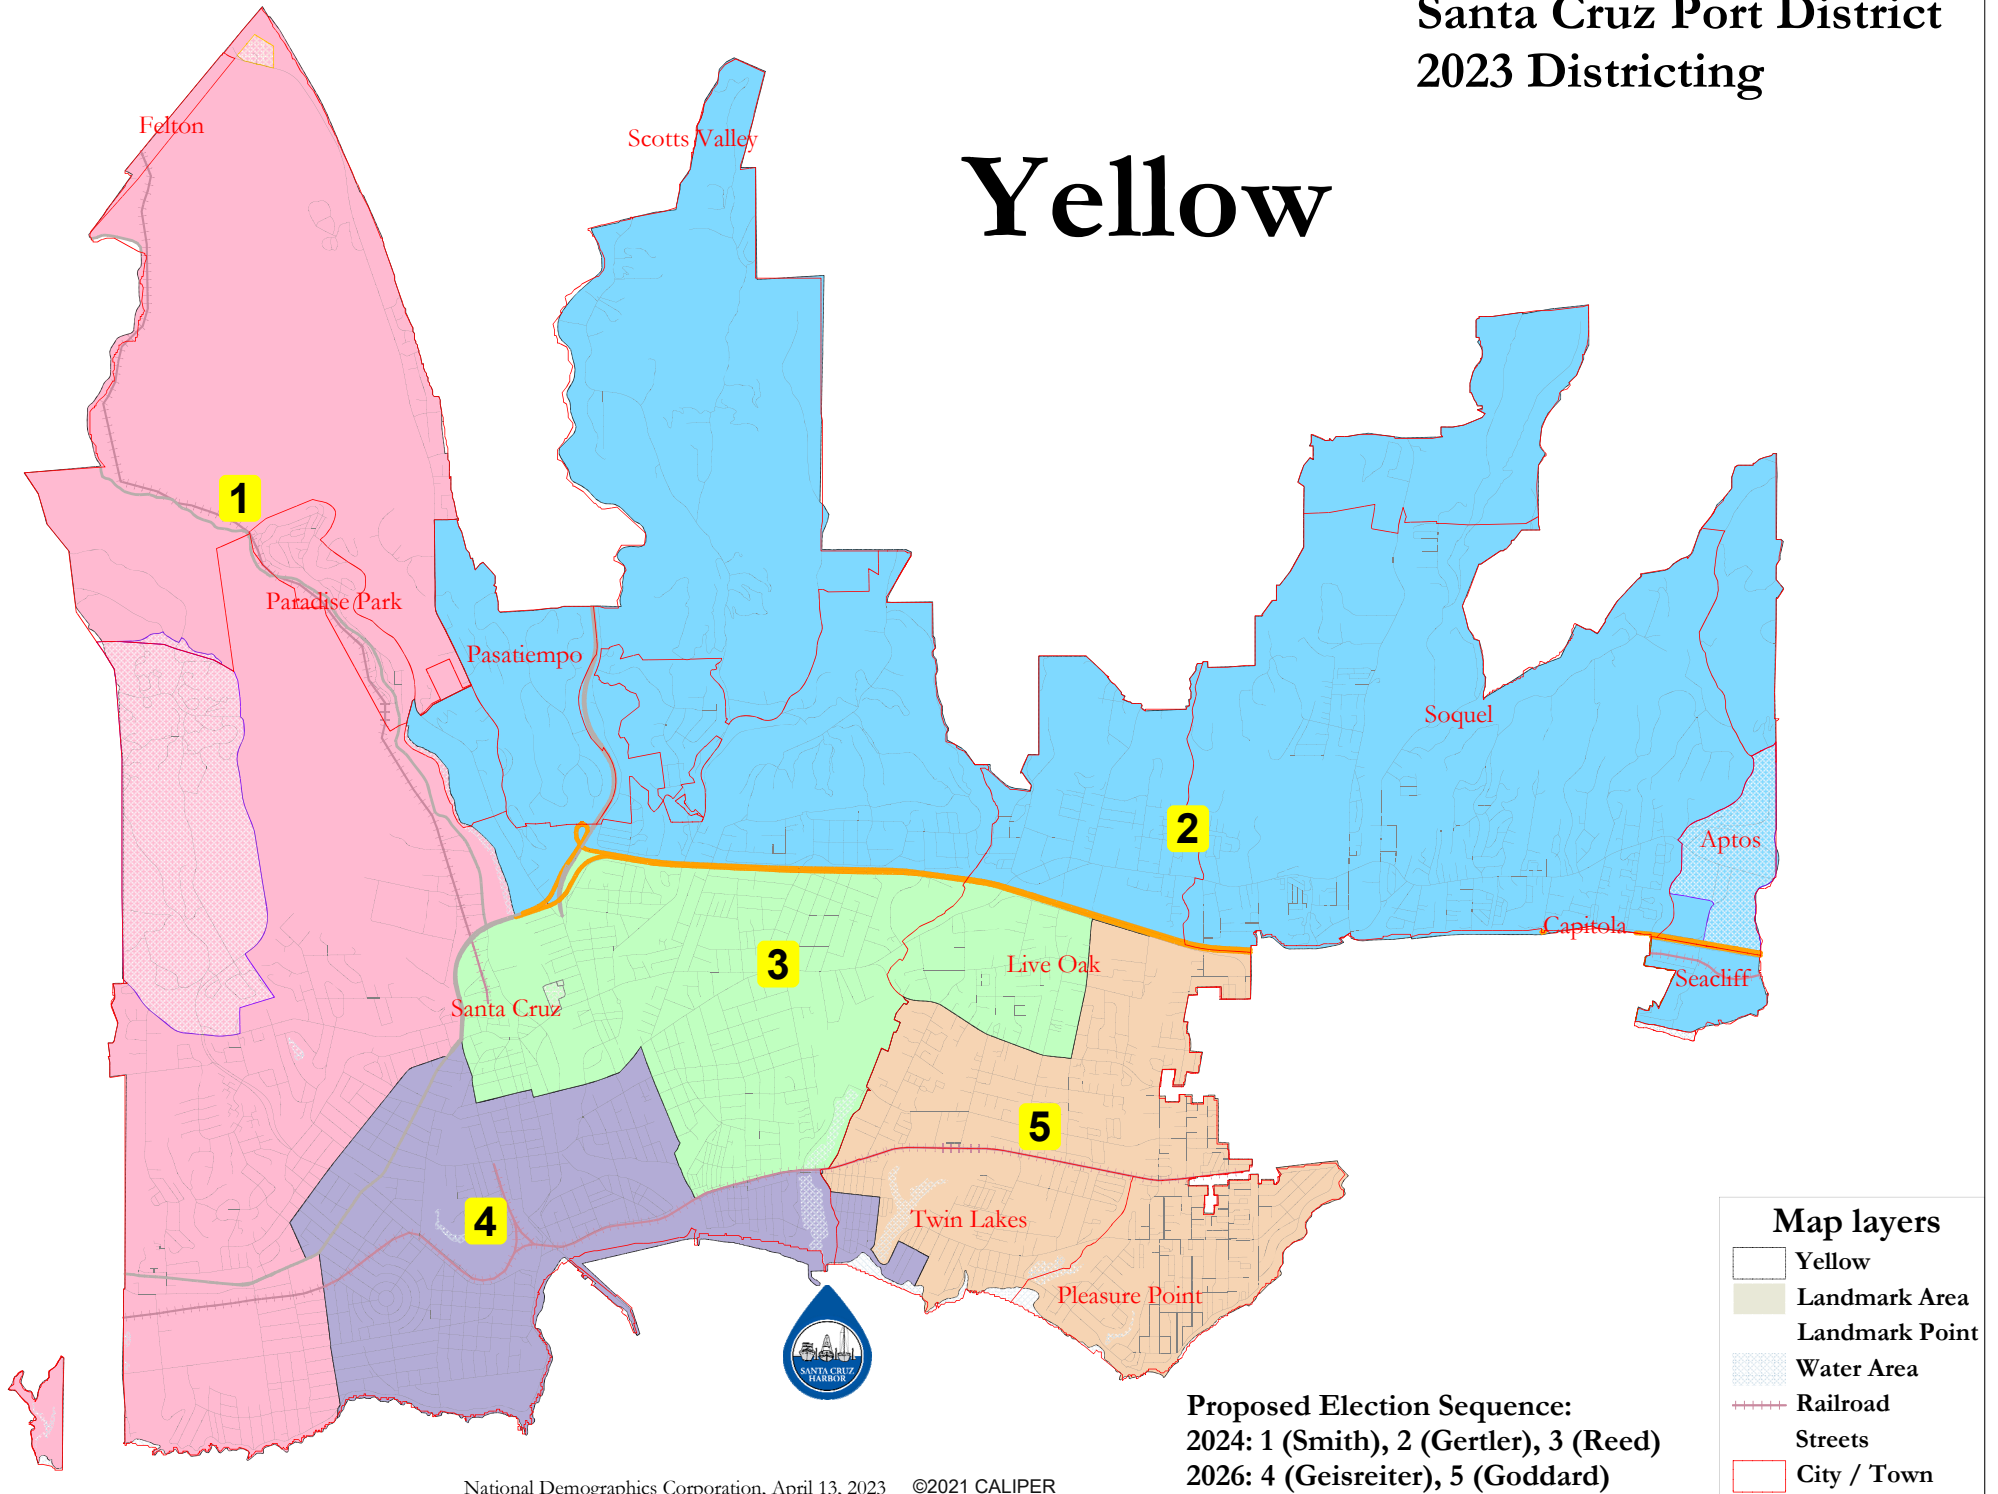 Santa Cruz Port District
2023 Districting
Yellow
Felton
Scotts Valley
1
Paradise Park
Pasatiempo
Soquel
2
Aptos
Capitola
Seacliff
3
Live Oak
Santa Cruz
5
4
Twin Lakes
Pleasure Point
SANTA CRUZ
HARBOR
Map layers
Yellow
Landmark Area
Landmark Point
Water Area
Railroad
Streets
City / Town
Proposed Election Sequence:
2024: 1 (Smith), 2 (Gertler), 3 (Reed)
2026: 4 (Geisreiter), 5 (Goddard)
National Demographics Corporation, April 13, 2023 ©2021 CALIPER